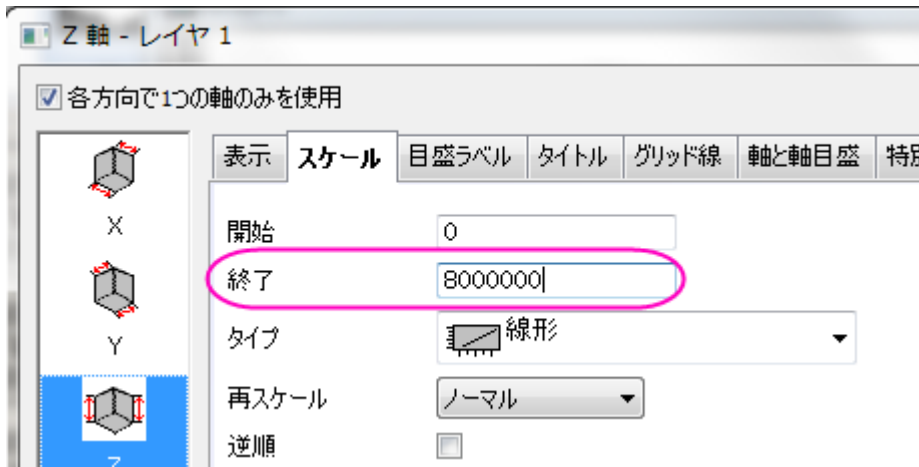 Z 軸 - レイヤ 1
各方向で1つの軸のみを使用
表示 スケール 目盛ラベル タイトル グリッド線 軸と軸目盛 特別
X
開始 0
終了 8000000
Y
タイプ 線形
再スケール ノーマル
逆順
Z